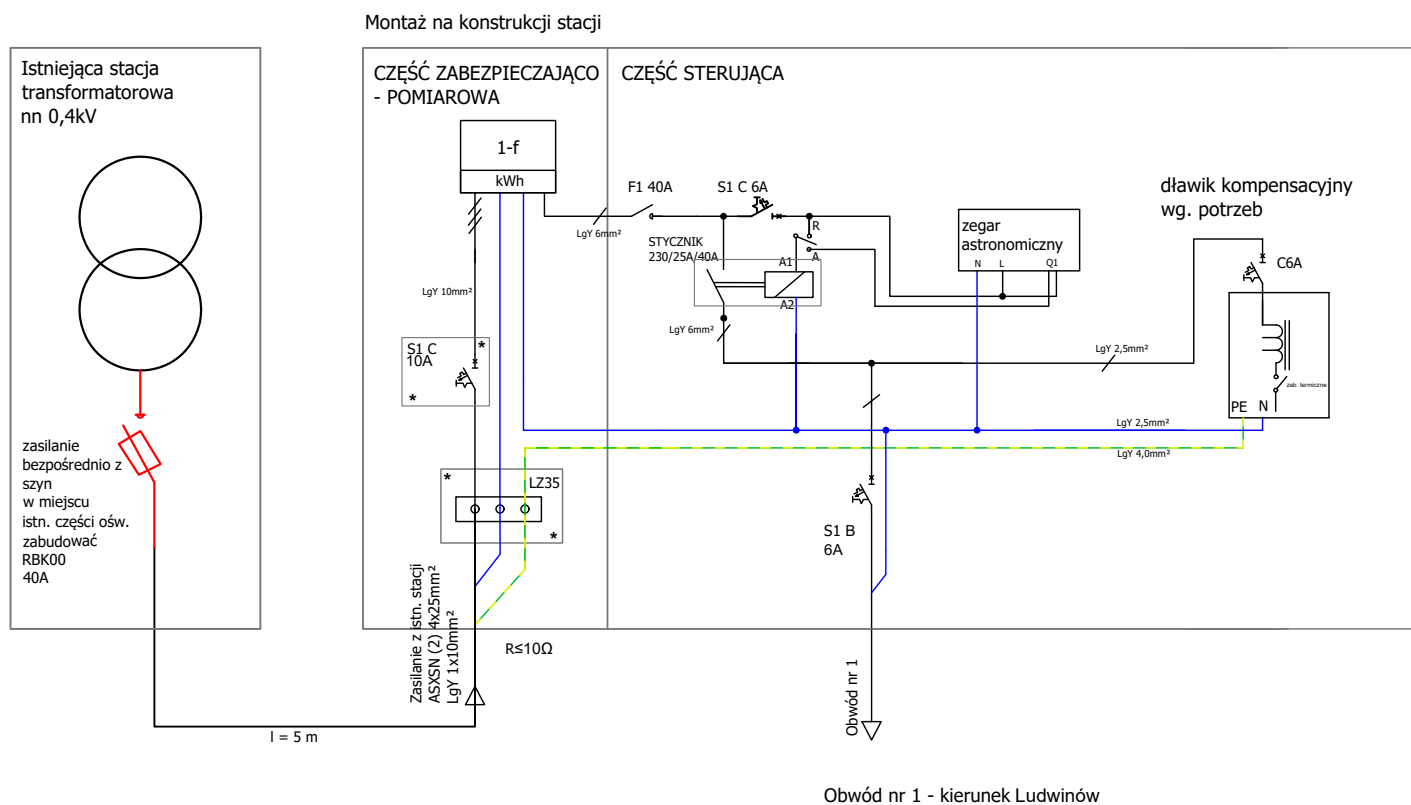 Montaż na konstrukcji stacji
Istniejąca stacja
transformatorowa
nn 0,4kV
zasilanie
bezpośrednio z
szyn
w miejscu
istn. części ośw.
zabudować
RBK00
40A
l = 5 m
CZĘŚĆ ZABEZPIECZAJĄCO
- POMIAROWA
1-f
kWh
LgY 10mm²
S1 C
10A
*
*
*
LZ35
*
Zasilanie z istn. stacji
ASXSN (2) 4x25mm²
LgY 1x10mm²
R≤10Ω
CZĘŚĆ STERUJĄCA
F1 40A
S1 C 6A
LgY 6mm²
STYCZNIK
230/25A/40A
R
A
A1
A2
LgY 6mm²
zegar
astronomiczny
N L Q1
dławik kompensacyjny
wg. potrzeb
C6A
LgY 2,5mm²
zab. termiczne
PE N
LgY 2,5mm²
LgY 4,0mm²
S1 B
6A
Obwód nr 1
Obwód nr 1 - kierunek Ludwinów